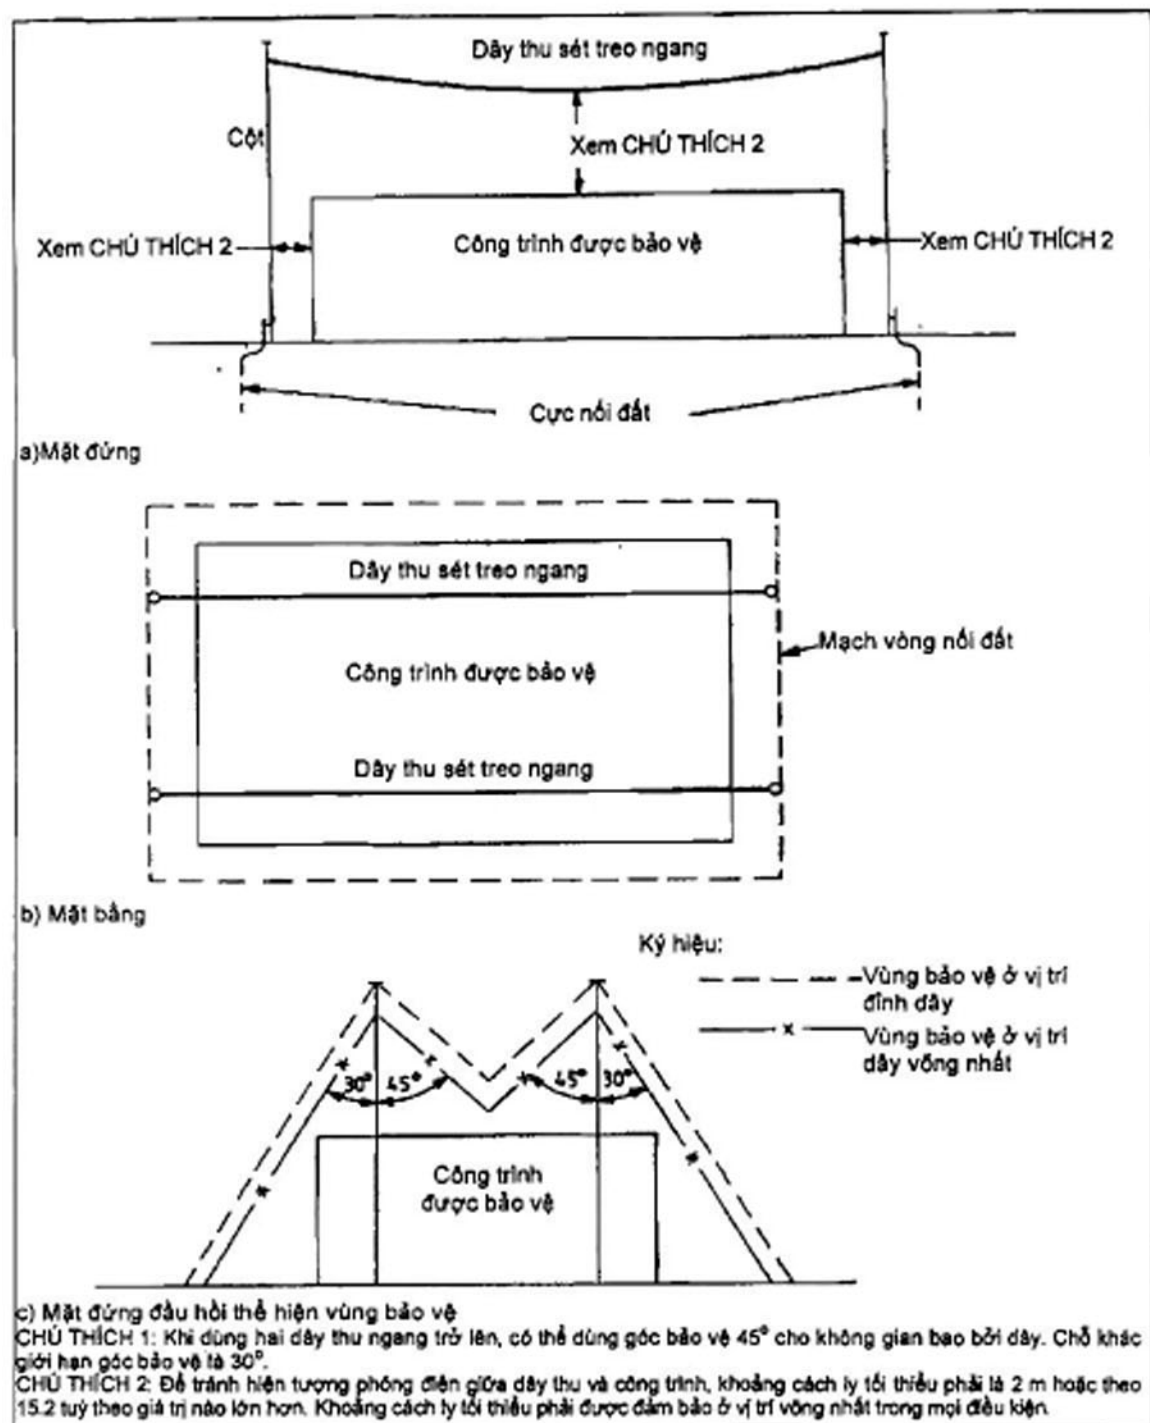 Dây thu sét treo ngang
Cột
Xem CHÚ THÍCH 2
Xem CHÚ THÍCH 2
Công trình được bảo vệ
Xem CHÚ THÍCH 2
Cực nối đất
a)Mặt đứng
Dây thu sét treo ngang
Mạch vòng nối đất
Công trình được bảo vệ
Dây thu sét treo ngang
b) Mặt bằng
Ký hiệu:
Vùng bảo vệ ở vị trí
đỉnh dây
Vùng bảo vệ ở vị trí
dây võng nhất
30° 45° 45° 30°
Công trình
được bảo vệ
c) Mặt đứng đầu hồi thể hiện vùng bảo vệ
CHÚ THÍCH 1: Khi dùng hai dây thu ngang trở lên, có thể dùng góc bảo vệ 45° cho không gian bao bởi dây. Chỗ khác
giới hạn góc bảo vệ là 30°.
CHÚ THÍCH 2: Để tránh hiện tượng phóng điện giữa dây thu và công trình, khoảng cách ly tối thiểu phải là 2 m hoặc theo
15.2 tuỳ theo giá trị nào lớn hơn. Khoảng cách ly tối thiểu phải được đảm bảo ở vị trí võng nhất trong mọi điều kiện.